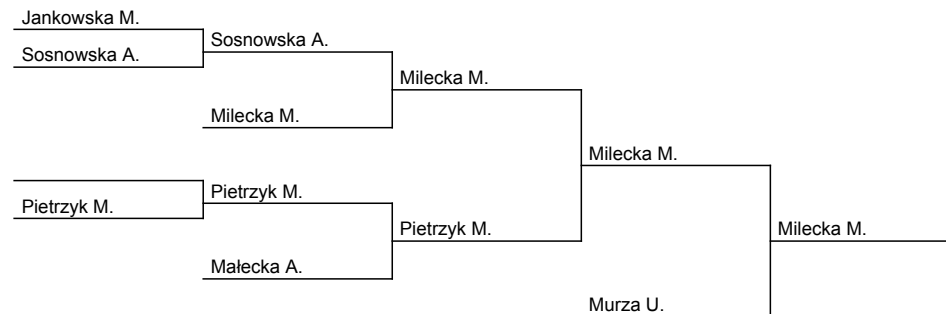 Jankowska M.
Sosnowska A.
Sosnowska A.
Milecka M.
Milecka M.
Milecka M.
Pietrzyk M.
Pietrzyk M.
Pietrzyk M.
Milecka M.
Małecka A.
Murza U.